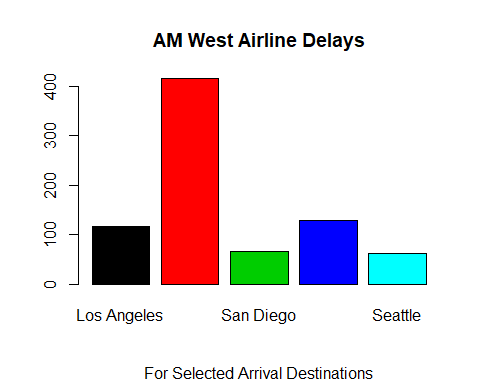 AM West Airline Delays
400
300
200
100
0
Los Angeles San Diego Seattle
For Selected Arrival Destinations